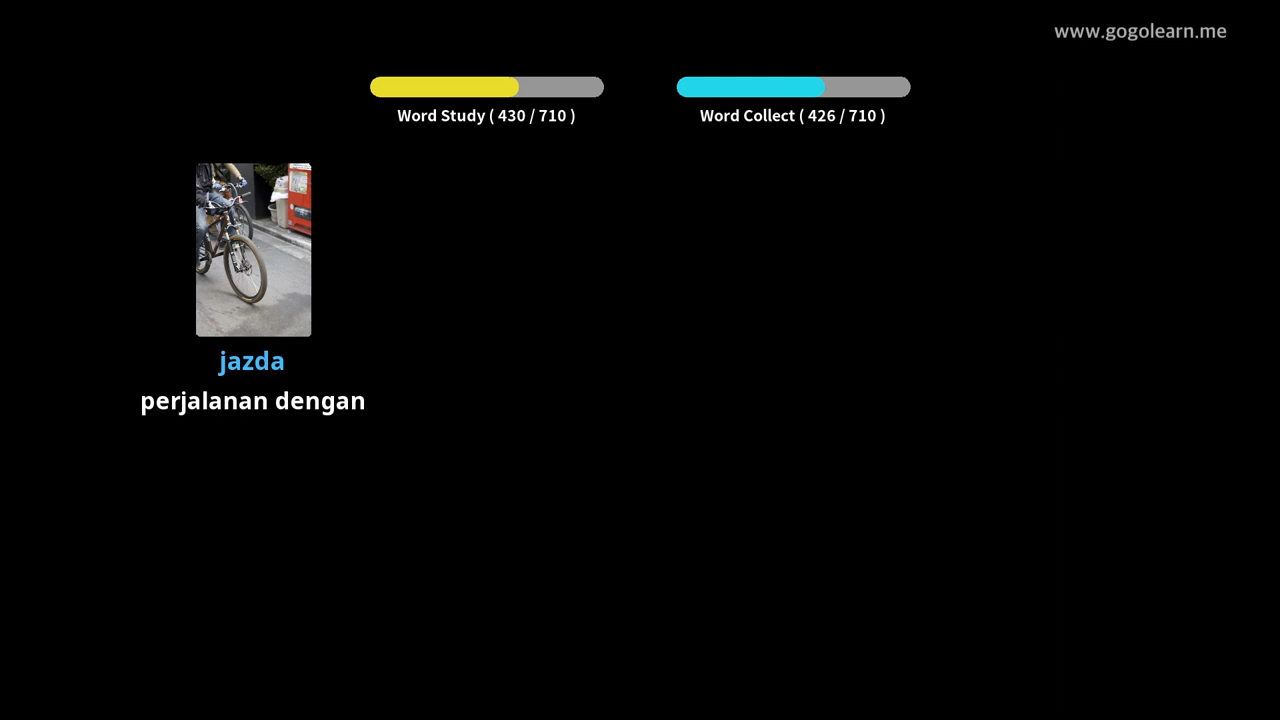 www.gogolearn.me
Word Study ( 430 / 710 )
Word Collect ( 426 / 710 )
jazda
perjalanan dengan